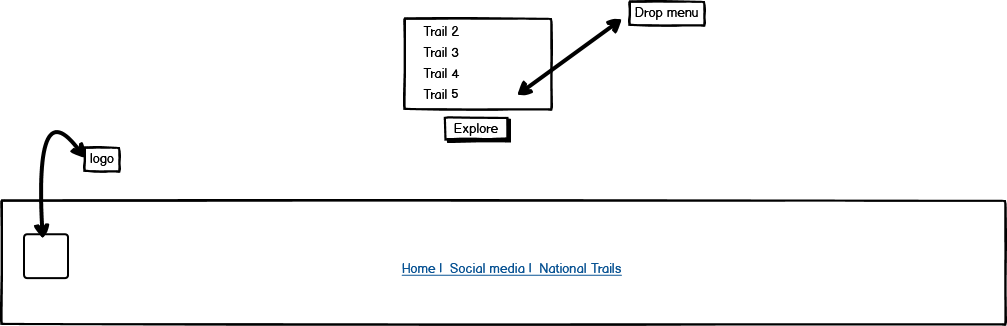 Drop menu
Trail 2
Trail 3
Trail 4
Trail 5
Explore
logo
Home | Social media | National Trails